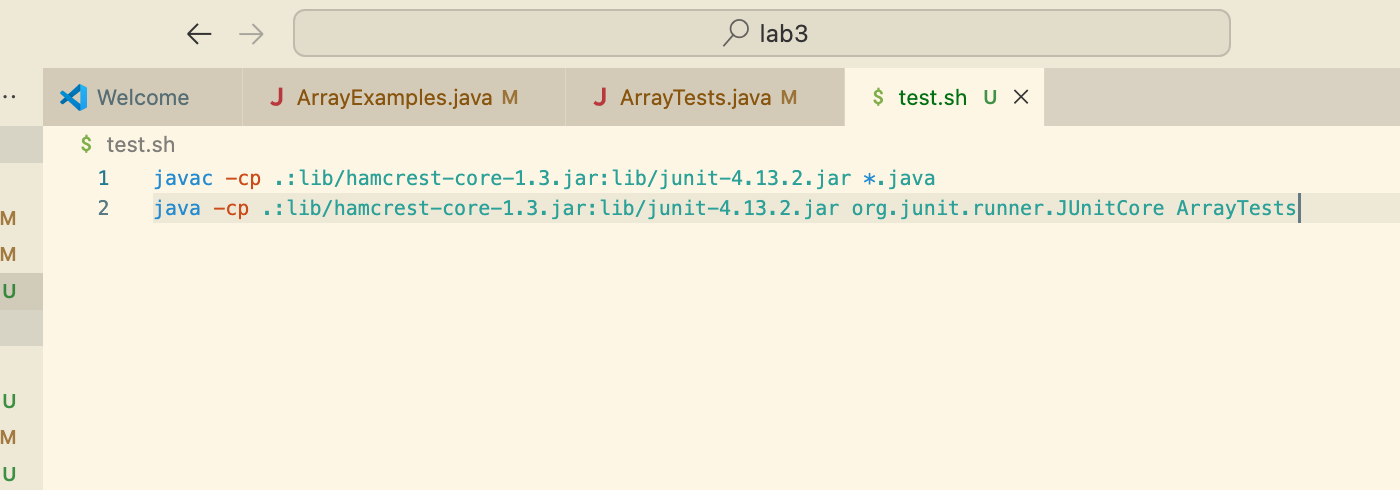 lab3
Welcome
ArrayExamples.java M
ArrayTests.java M
$ test.sh U
$ test.sh
1 javac -cp .:lib/hamcrest-core-1.3.jar:lib/junit-4.13.2.jar *.java
2 java -cp .:lib/hamcrest-core-1.3.jar:lib/junit-4.13.2.jar org.junit.runner.JUnitCore ArrayTests
M
M
U
U
M
U